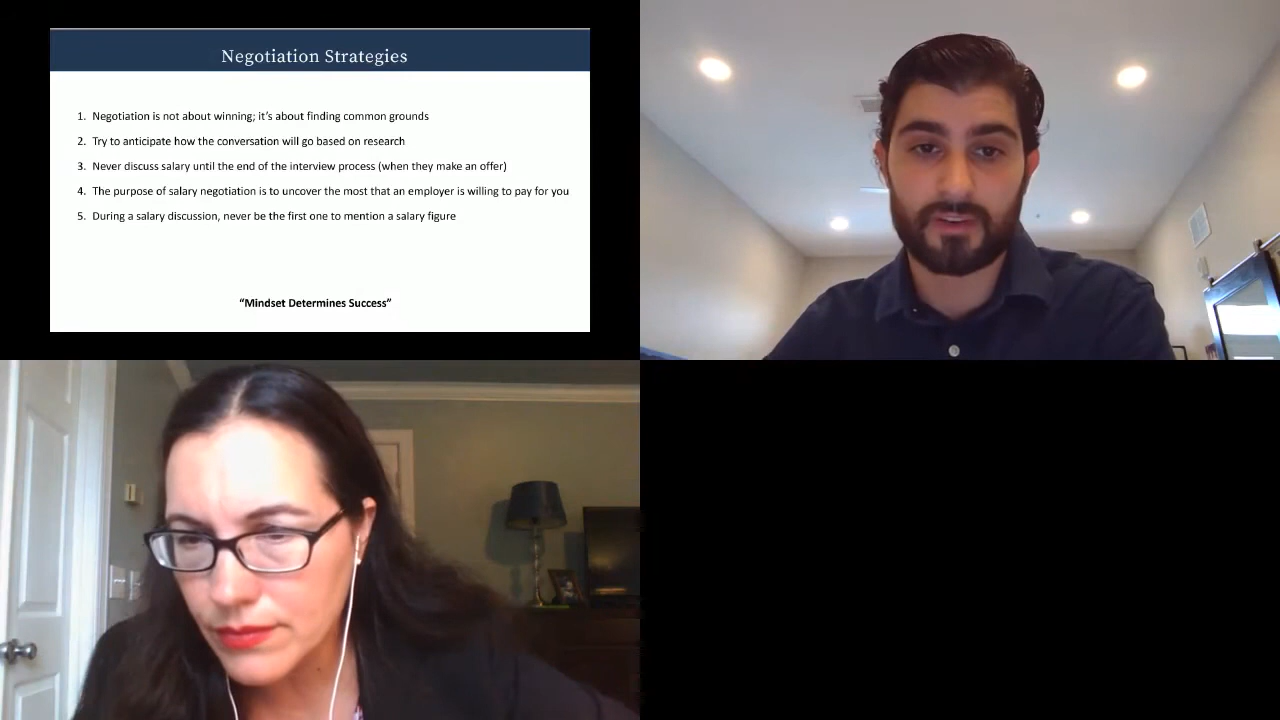 Negotiation Strategies
1. Negotiation is not about winning; it’s about finding common grounds
2. Try to anticipate how the conversation will go based on research
3. Never discuss salary until the end of the interview process (when they make an offer)
4. The purpose of salary negotiation is to uncover the most that an employer is willing to pay for you
5. During a salary discussion, never be the first one to mention a salary figure
“Mindset Determines Success”